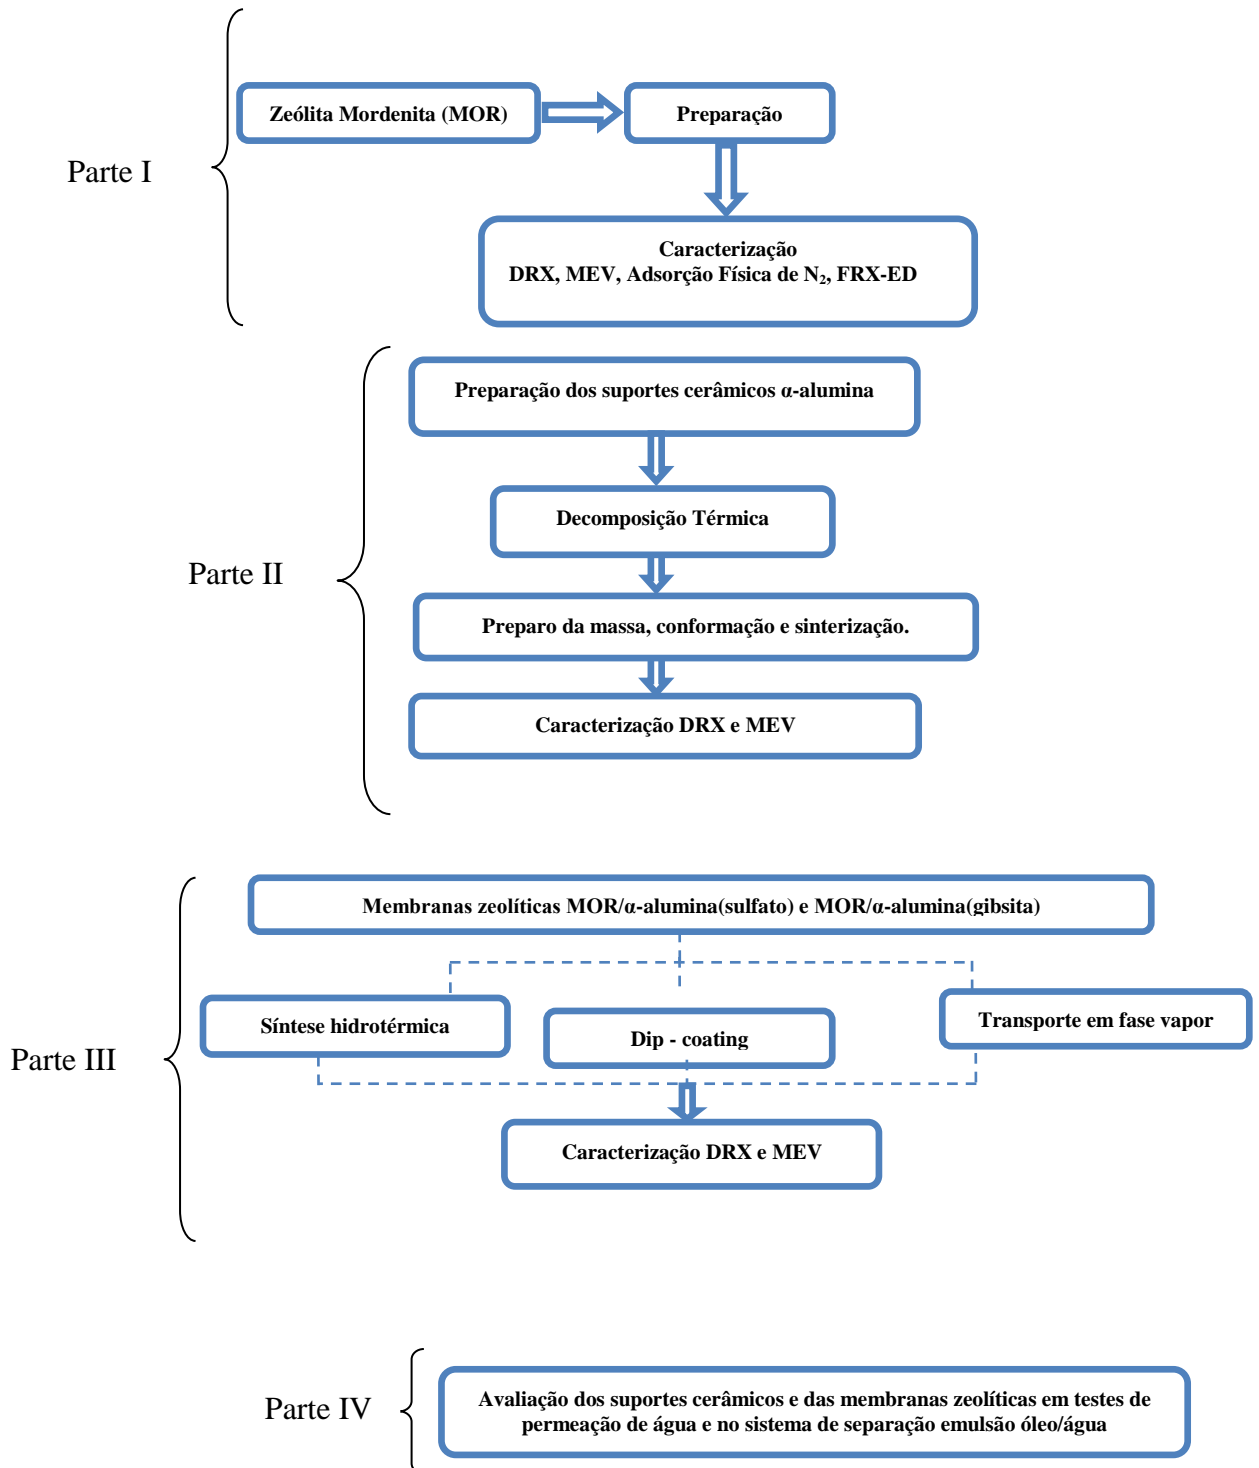 Parte I
Zeólita Mordenita (MOR)
Preparação
Caracterização
DRX, MEV, Adsorção Física de N₂, FRX-ED
Parte II
Preparação dos suportes cerâmicos α-alumina
Decomposição Térmica
Preparo da massa, conformação e sinterização.
Caracterização DRX e MEV
Parte III
Membranas zeolíticas MOR/α-alumina(sulfato) e MOR/α-alumina(gibsita)
Síntese hidrotérmica
Dip - coating
Transporte em fase vapor
Caracterização DRX e MEV
Parte IV
Avaliação dos suportes cerâmicos e das membranas zeolíticas em testes de
permeação de água e no sistema de separação emulsão óleo/água